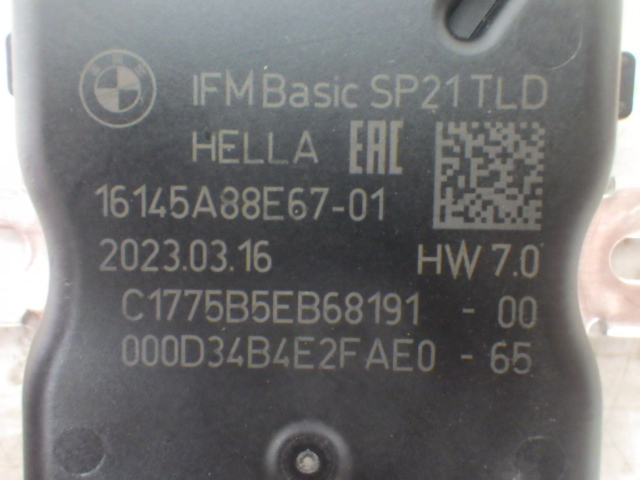 IFM Basic SP21 TLD
HELLA EAC
16145A88E67-01
2023.03.16 HW 7.0
C1775B5EB68191 - 00
000D34B4E2FAE0 - 65